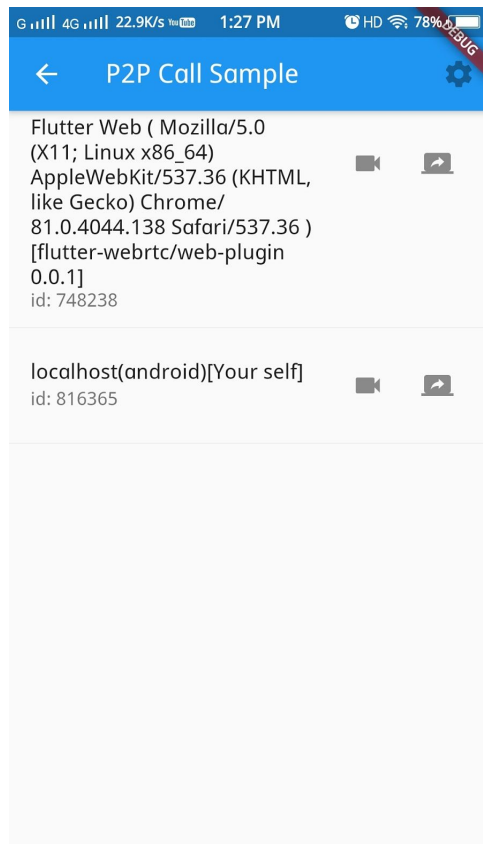 G 4G 22.9K/s You Tube 1:27 PM HD 78%
DEBUG
P2P Call Sample
Flutter Web ( Mozilla/5.0
(X11; Linux x86_64)
AppleWebKit/537.36 (KHTML,
like Gecko) Chrome/
81.0.4044.138 Safari/537.36 )
[flutter-webrtc/web-plugin
0.0.1]
id: 748238
localhost(android)[Your self]
id: 816365